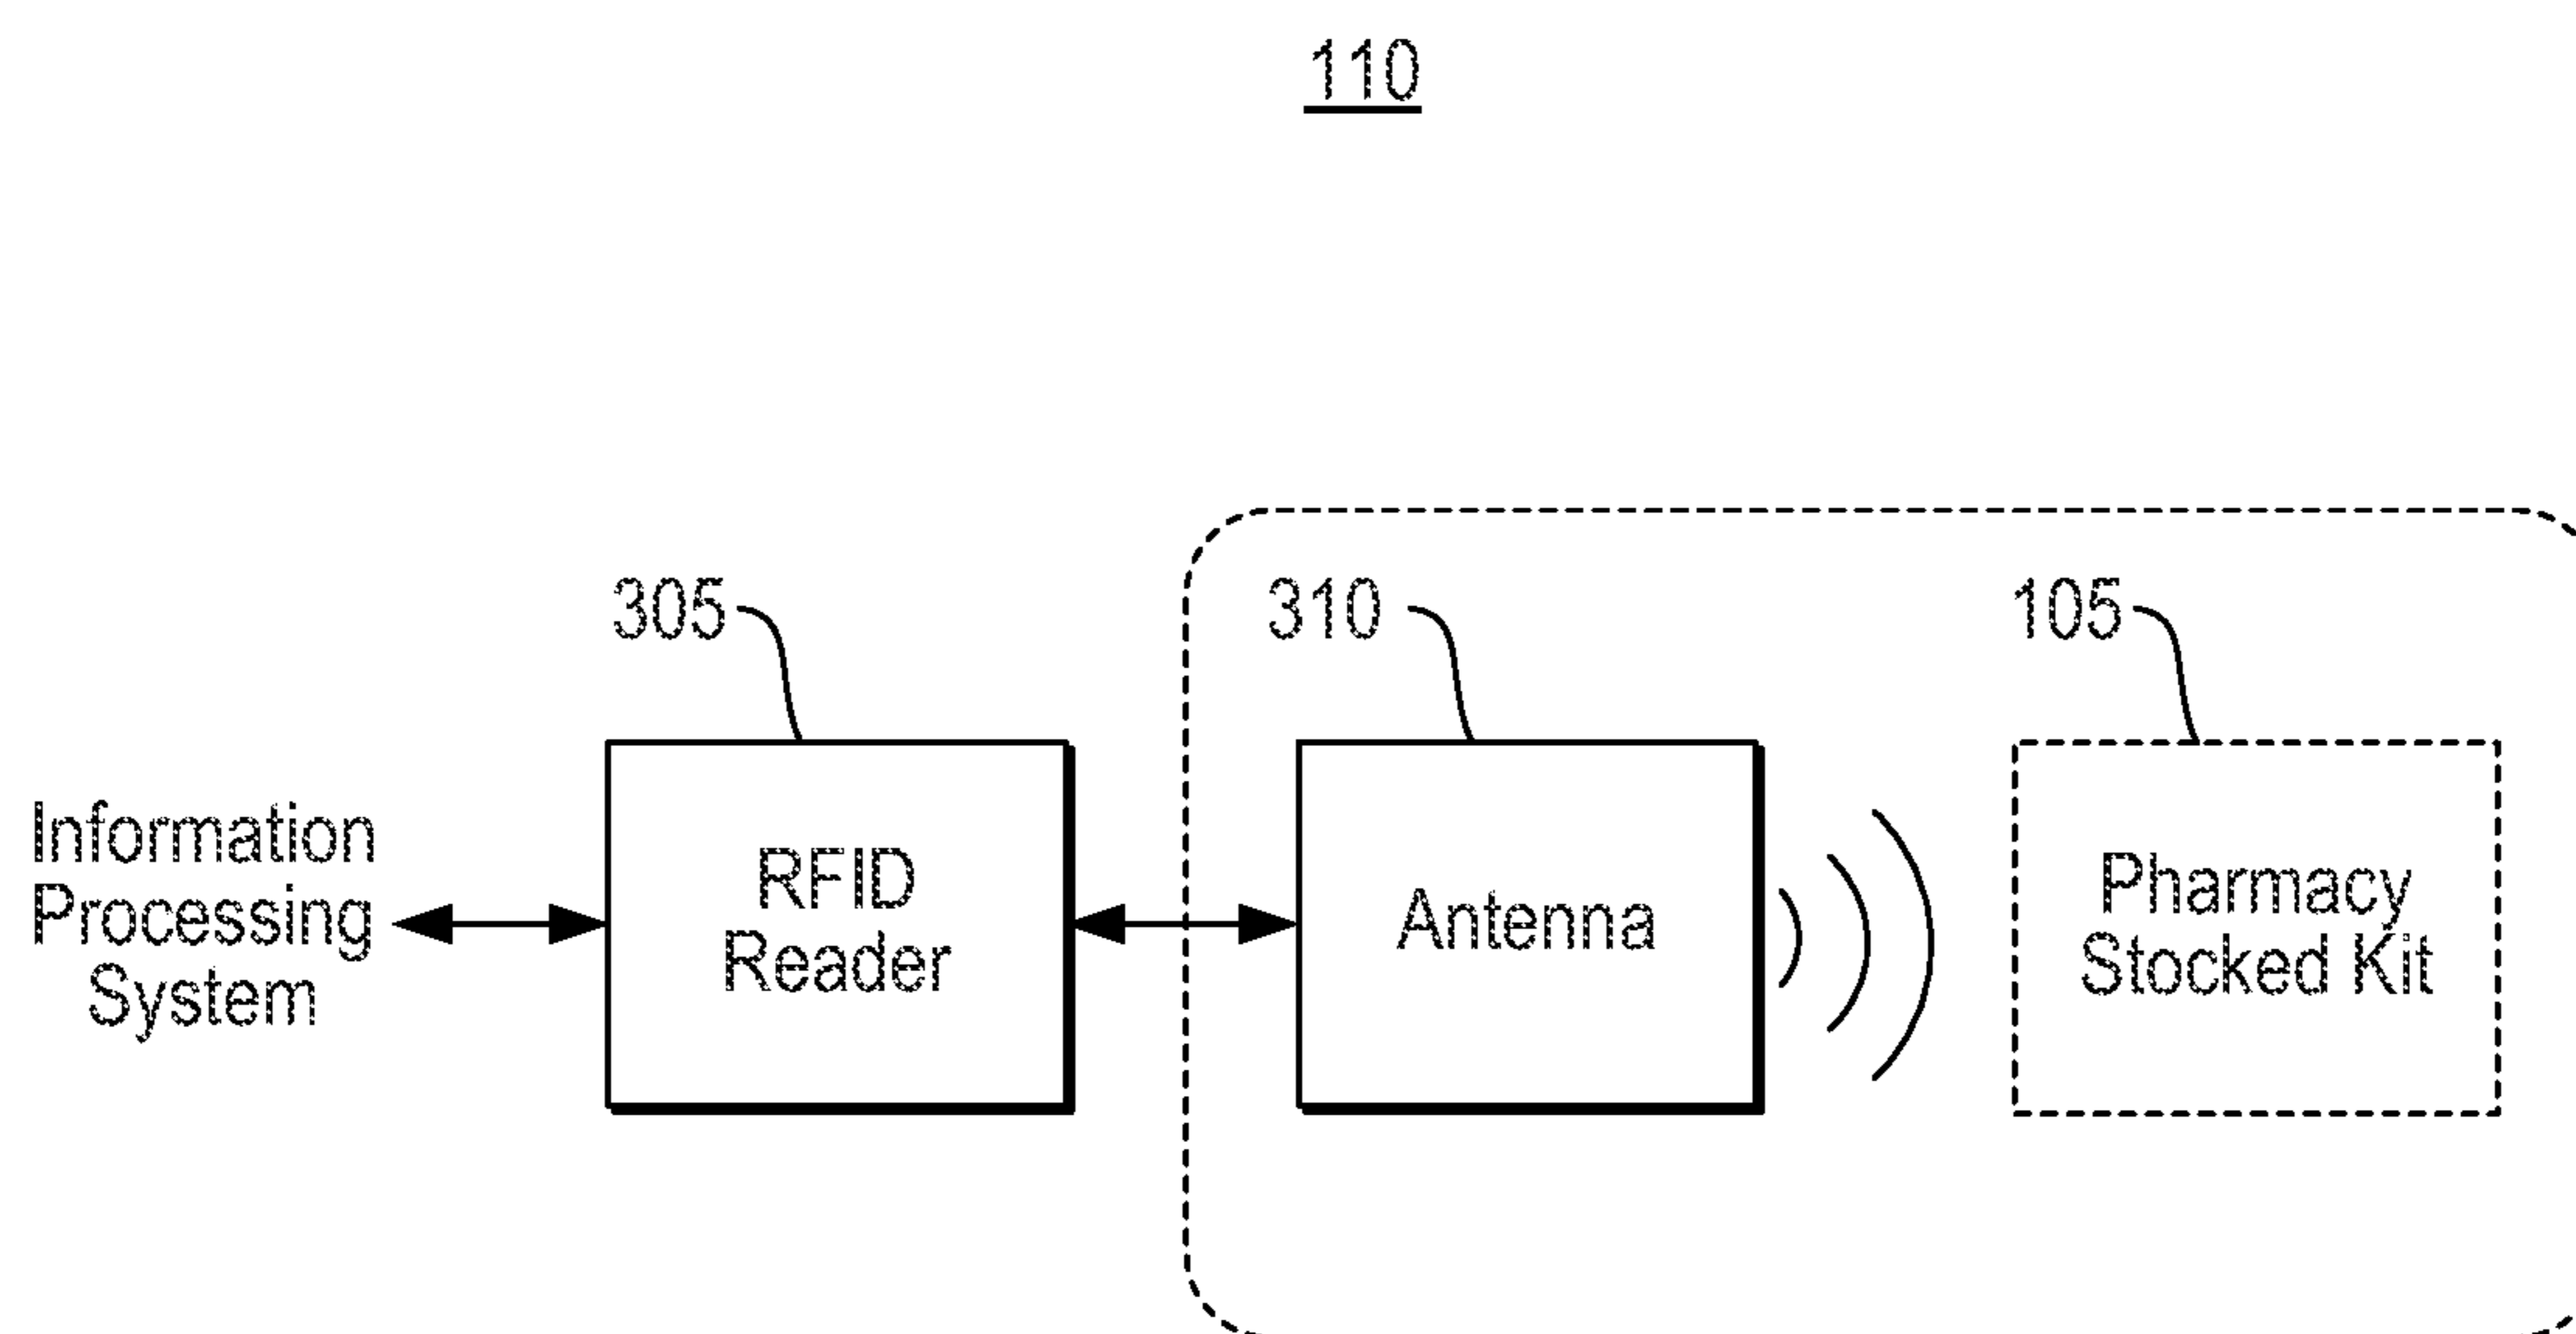 110
305
310
105
Information
Processing
System
RFID
Reader
Antenna
Pharmacy
Stocked Kit